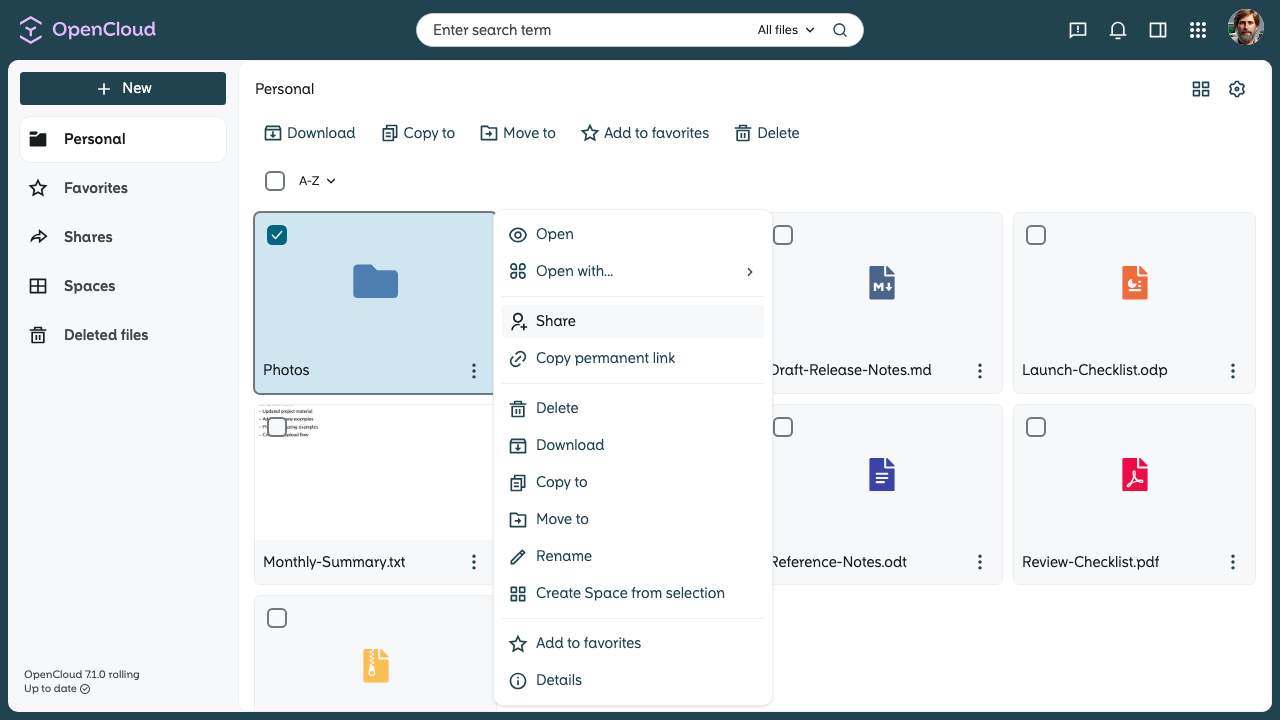 OpenCloud
Enter search term
All files
New
Personal
Favorites
Shares
Spaces
Deleted files
OpenCloud 7.1.0 rolling
Up to date
Personal
Download
Copy to
Move to
Add to favorites
Delete
A-Z
Photos
Draft-Release-Notes.md
Launch-Checklist.odp
- Updated project material
Monthly-Summary.txt
Reference-Notes.odt
Review-Checklist.pdf
Open
Open with...
Share
Copy permanent link
Delete
Download
Copy to
Move to
Rename
Create Space from selection
Add to favorites
Details